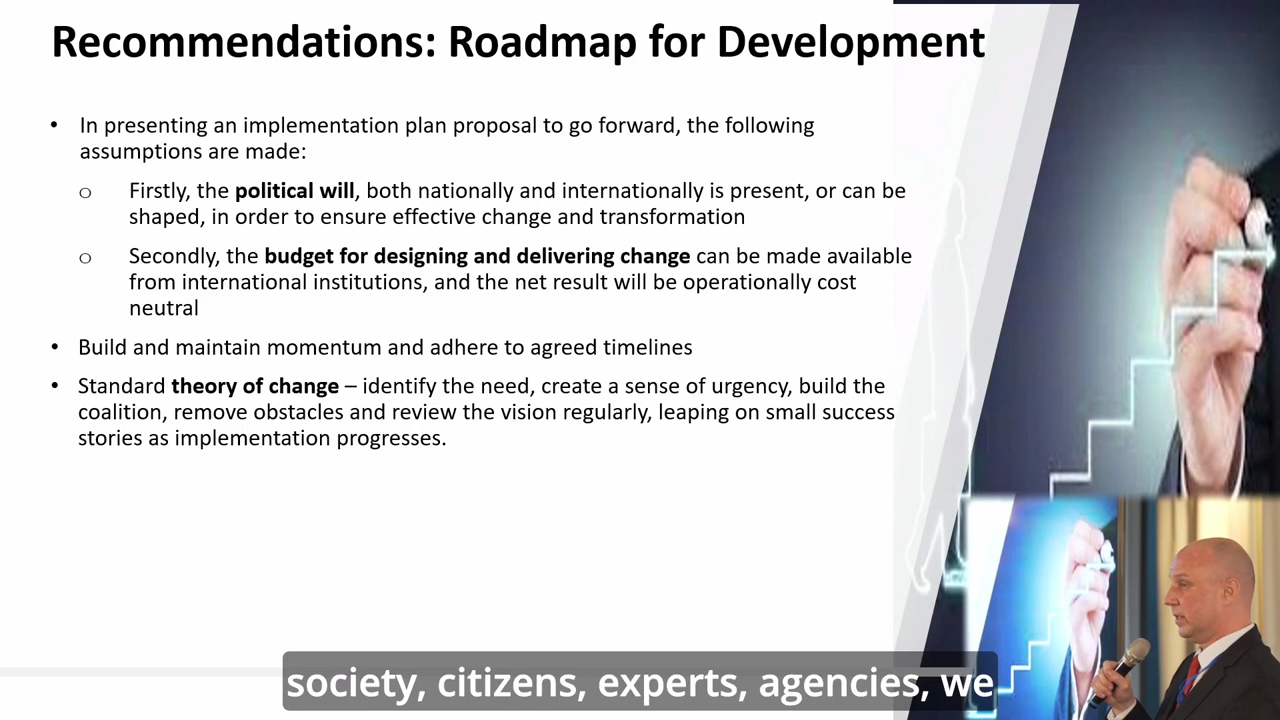 Recommendations: Roadmap for Development
• In presenting an implementation plan proposal to go forward, the following
assumptions are made:
o Firstly, the political will, both nationally and internationally is present, or can be
shaped, in order to ensure effective change and transformation
o Secondly, the budget for designing and delivering change can be made available
from international institutions, and the net result will be operationally cost
neutral
• Build and maintain momentum and adhere to agreed timelines
• Standard theory of change – identify the need, create a sense of urgency, build the
coalition, remove obstacles and review the vision regularly, leaping on small success
stories as implementation progresses.
society, citizens, experts, agencies, we